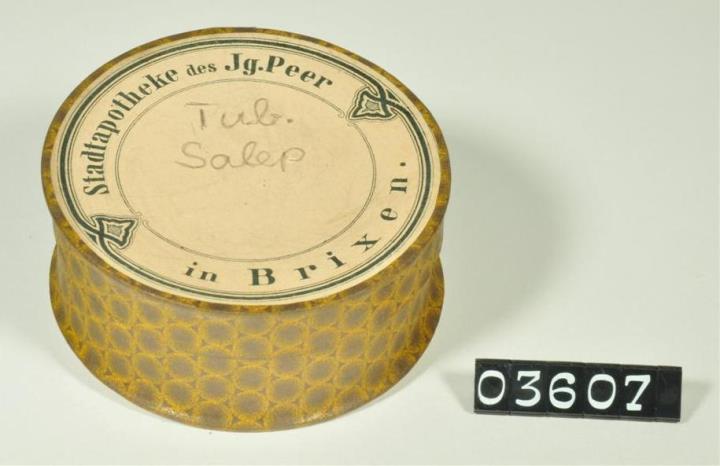 Stadtapotheke des Jg. Peer
Tub.
Salep
in Brixen.
03607